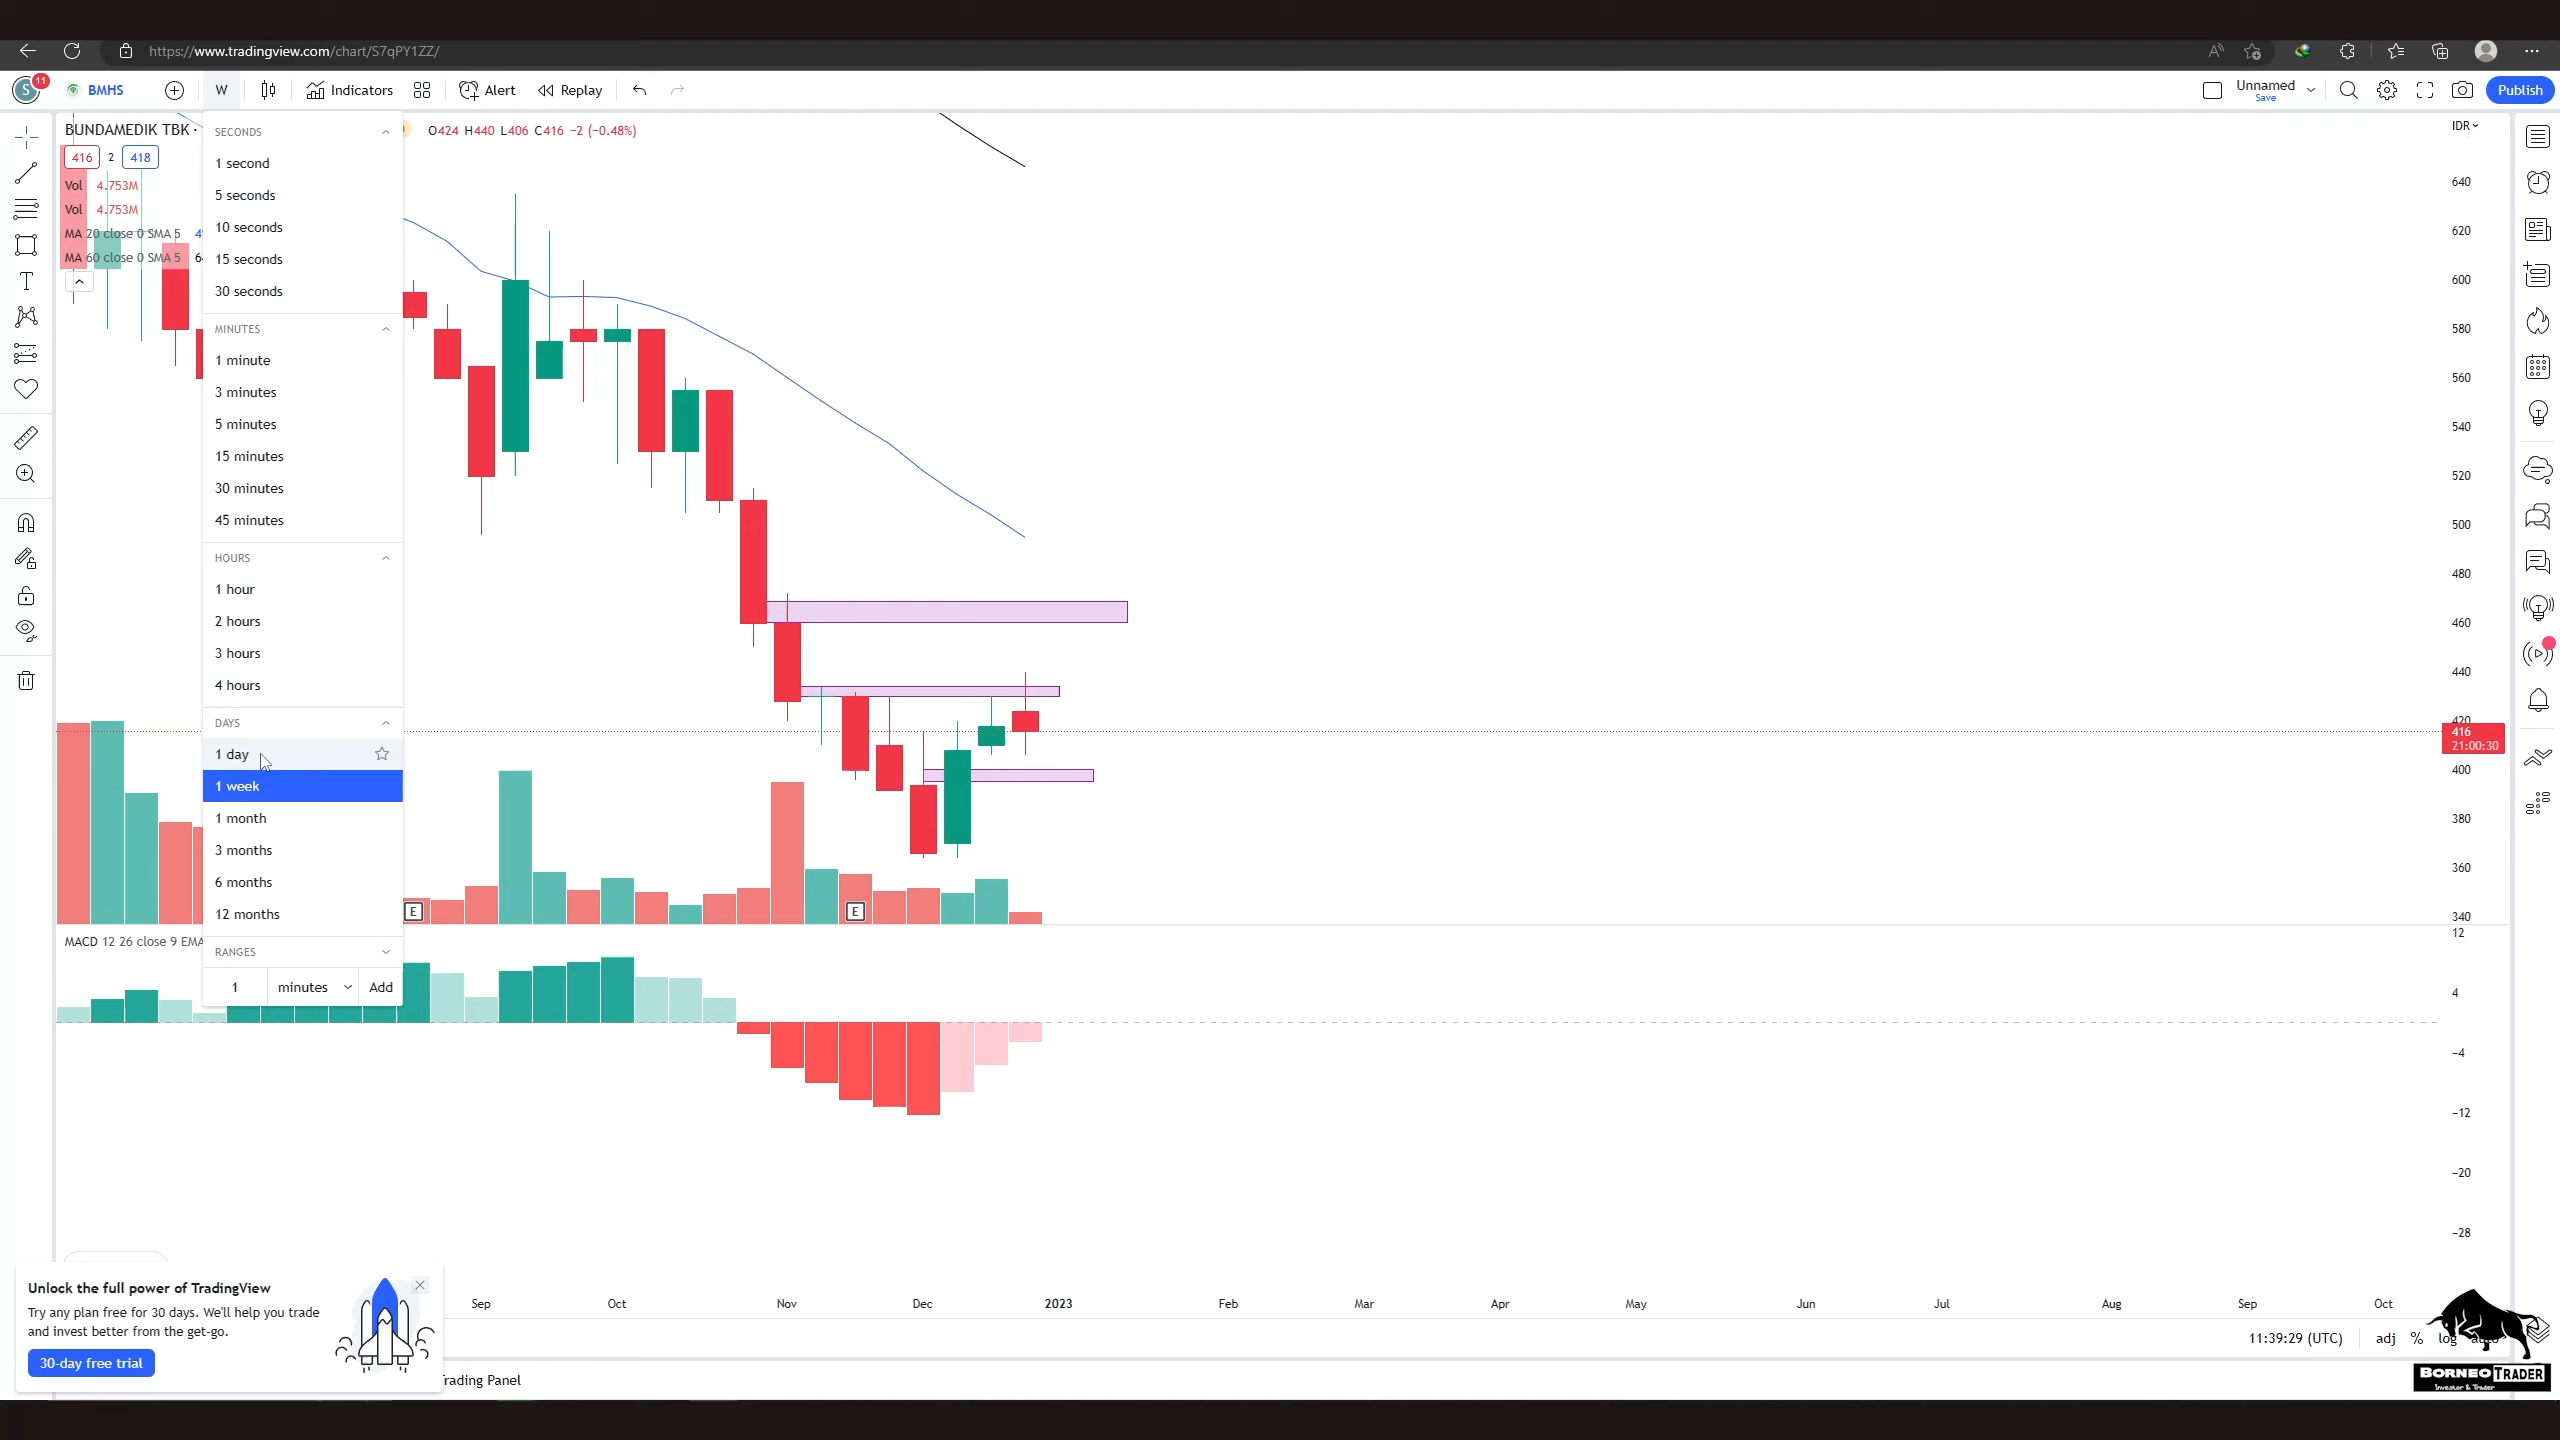 https://www.tradingview.com/chart/S7qPY1ZZ/
S 11 BMHS W Indicators Alert Replay Unnamed Save Publish
BUNDAMEDIK TBK · O424 H440 L406 C416 −2 (−0.48%) IDR
416 2 418
Vol 4.753M
Vol 4.753M
MA 20 close 0 SMA 5
MA 60 close 0 SMA 5
SECONDS
1 second
5 seconds
10 seconds
15 seconds
30 seconds
MINUTES
1 minute
3 minutes
5 minutes
15 minutes
30 minutes
45 minutes
HOURS
1 hour
2 hours
3 hours
4 hours
DAYS
1 day
1 week
1 month
3 months
6 months
12 months
RANGES
1 minutes Add
640
620
600
580
560
540
520
500
480
460
440
420
416
21:00:30
400
380
360
340
E E
MACD 12 26 close 9 EMA
12
4
−4
−12
−20
−28
Sep Oct Nov Dec 2023 Feb Mar Apr May Jun Jul Aug Sep Oct
Unlock the full power of TradingView
Try any plan free for 30 days. We'll help you trade
and invest better from the get-go.
30-day free trial
11:39:29 (UTC) adj % log
Trading Panel
BORNEO TRADER
Investor & Trader